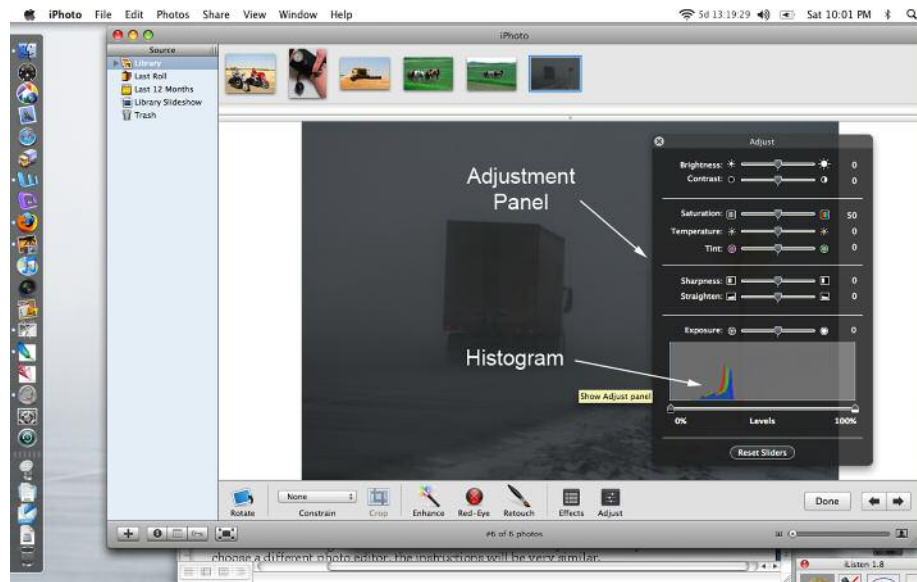 iPhoto File Edit Photos Share View Window Help 5d 13:19:29 Sat 10:01 PM
iPhoto
Source
Library
Last Roll
Last 12 Months
Library Slideshow
Trash
Adjustment
Panel
Histogram
Show Adjust panel
Adjust
Brightness: 0
Contrast: 0
Saturation: 50
Temperature: 0
Tint: 0
Sharpness: 0
Straighten: 0
Exposure: 0
0% Levels 100%
Reset Sliders
Rotate
None
Constrain
Crop
Enhance
Red-Eye
Retouch
Effects
Adjust
Done
#6 of 6 photos
choose a different photo editor, the instructions will be very similar.
iListen 1.8